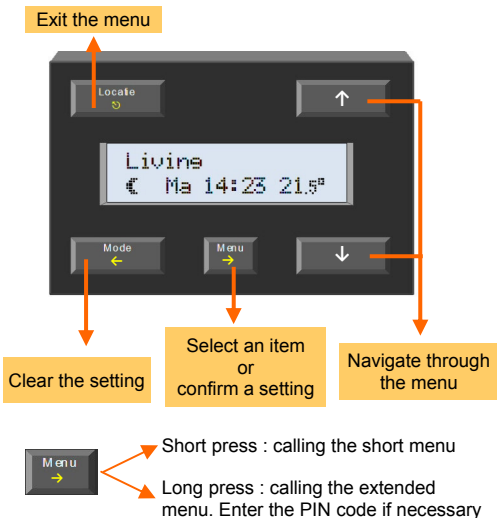 Exit the menu
Locatie
↑
Living
☾ Ma 14:23 21.5°
Mode
←
Menu
→
↓
Clear the setting
Select an item
or
confirm a setting
Navigate through
the menu
Menu
→
Short press : calling the short menu
Long press : calling the extended
menu. Enter the PIN code if necessary